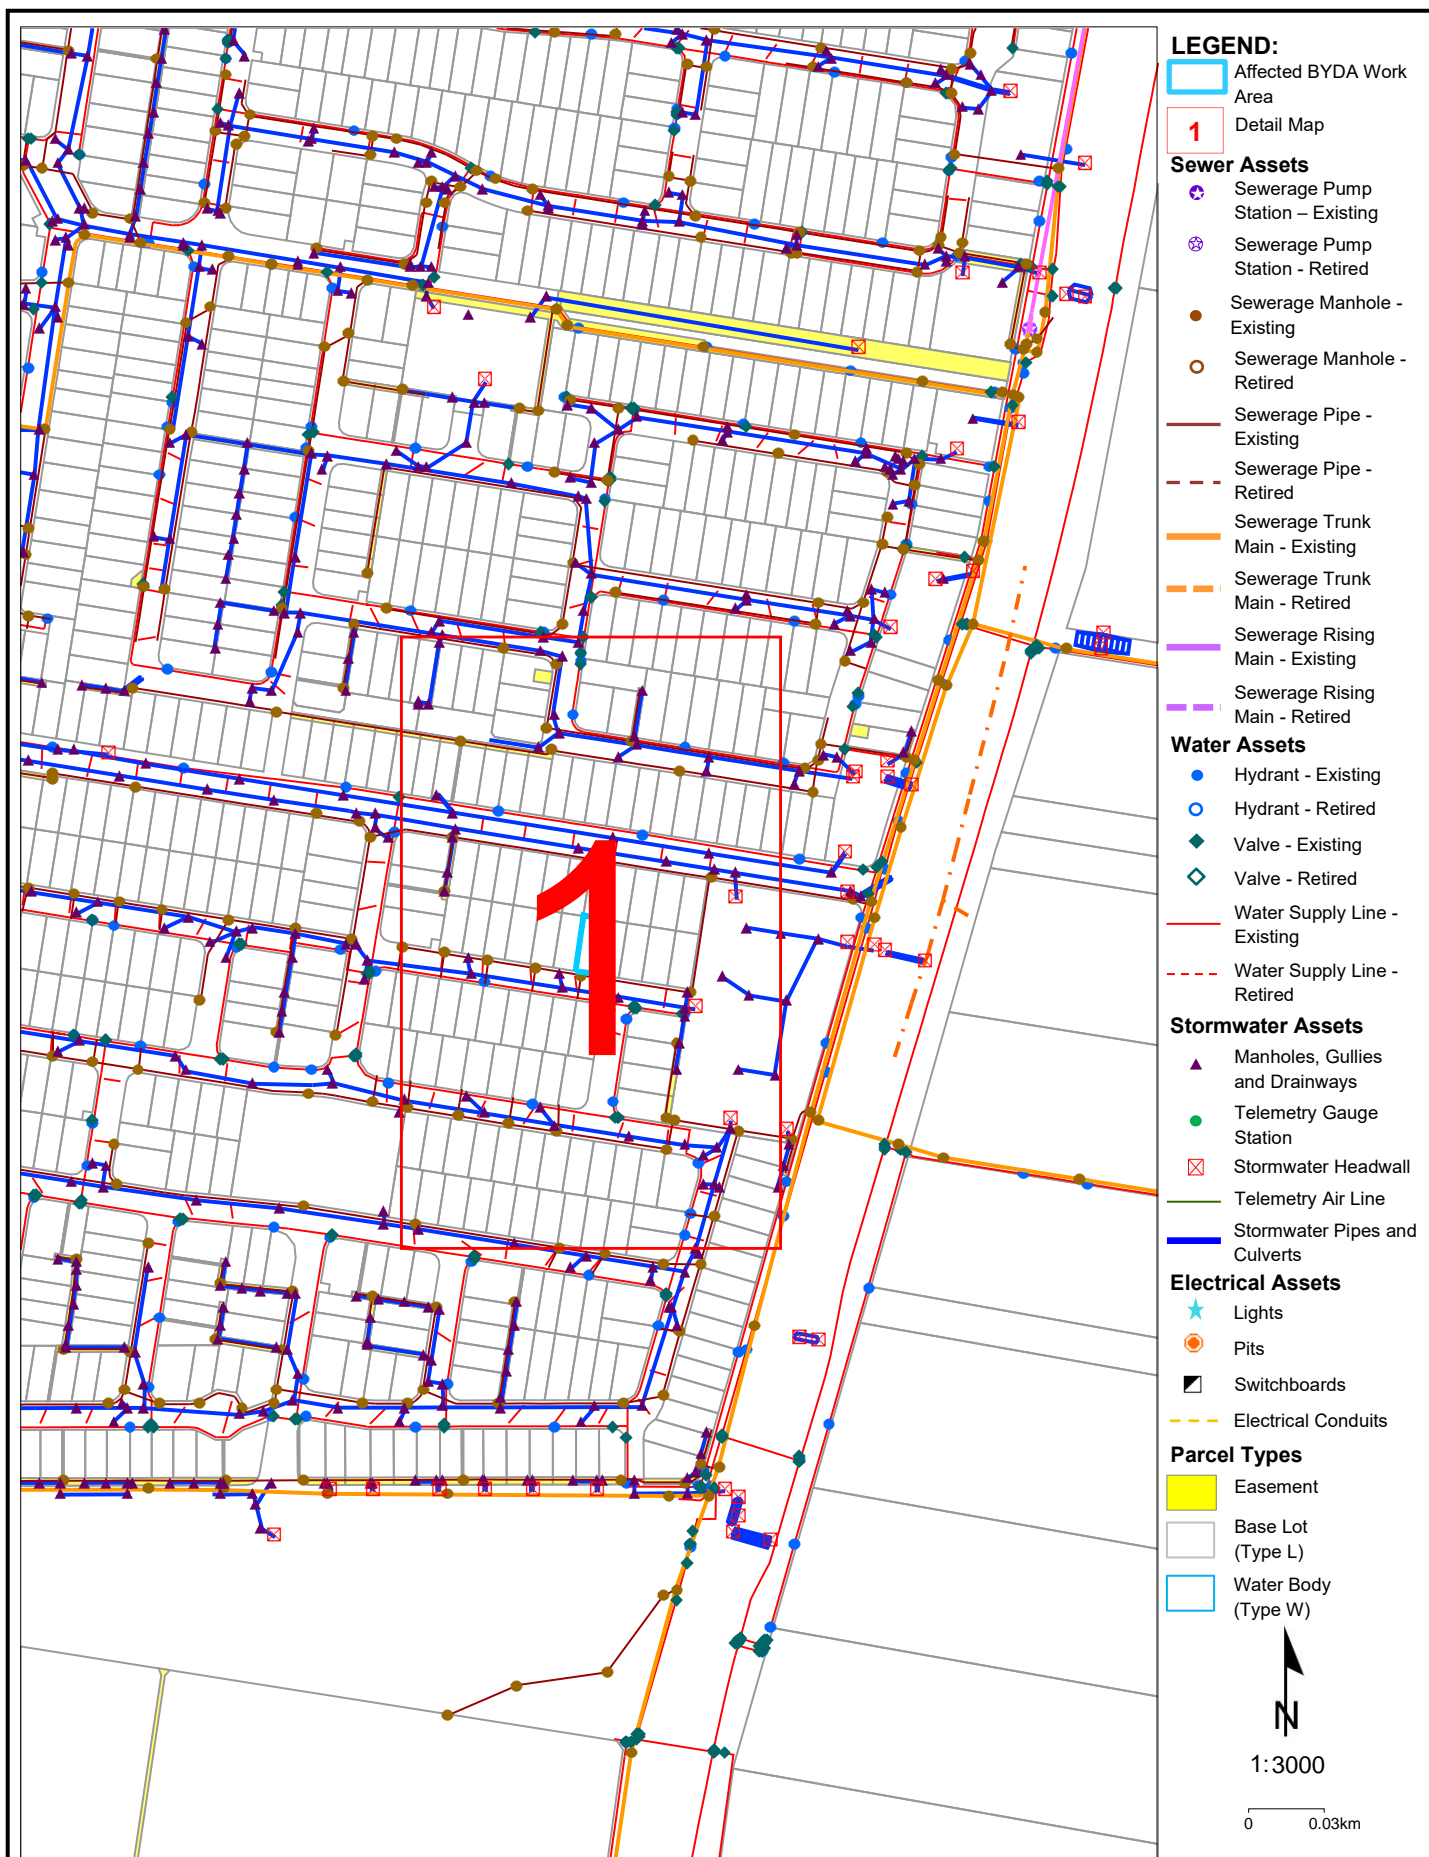 LEGEND:
Affected BYDA Work
Area
1
Detail Map
Sewer Assets
Sewerage Pump
Station – Existing
Sewerage Pump
Station - Retired
Sewerage Manhole -
Existing
Sewerage Manhole -
Retired
Sewerage Pipe -
Existing
Sewerage Pipe -
Retired
Sewerage Trunk
Main - Existing
Sewerage Trunk
Main - Retired
Sewerage Rising
Main - Existing
Sewerage Rising
Main - Retired
Water Assets
Hydrant - Existing
Hydrant - Retired
Valve - Existing
Valve - Retired
Water Supply Line -
Existing
Water Supply Line -
Retired
Stormwater Assets
Manholes, Gullies
and Drainways
Telemetry Gauge
Station
Stormwater Headwall
Telemetry Air Line
Stormwater Pipes and
Culverts
Electrical Assets
Lights
Pits
Switchboards
Electrical Conduits
Parcel Types
Easement
Base Lot
(Type L)
Water Body
(Type W)
N
1:3000
0 0.03km
1